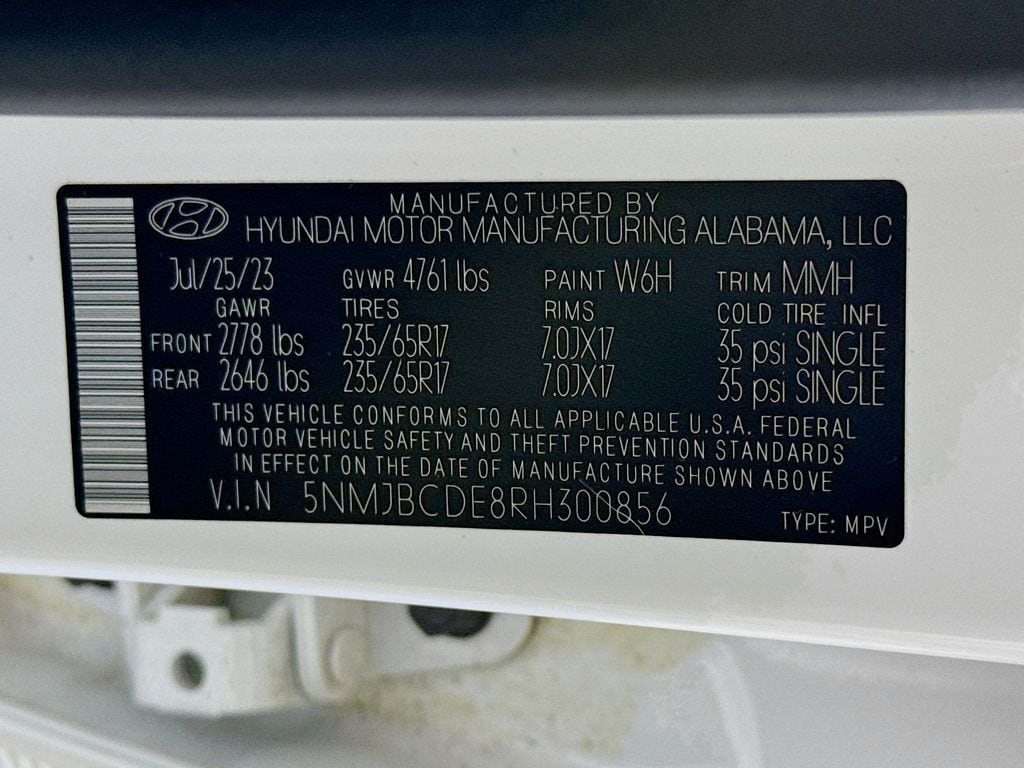 MANUFACTURED BY
HYUNDAI MOTOR MANUFACTURING ALABAMA, LLC
Jul/25/23 GVWR 4761 lbs PAINT W6H TRIM MMH
GAWR TIRES RIMS COLD TIRE INFL
FRONT 2778 lbs 235/65R17 7.0JX17 35 psi SINGLE
REAR 2646 lbs 235/65R17 7.0JX17 35 psi SINGLE
THIS VEHICLE CONFORMS TO ALL APPLICABLE U.S.A. FEDERAL
MOTOR VEHICLE SAFETY AND THEFT PREVENTION STANDARDS
IN EFFECT ON THE DATE OF MANUFACTURE SHOWN ABOVE
V.I.N 5NMJBCDE8RH300856
TYPE: MPV